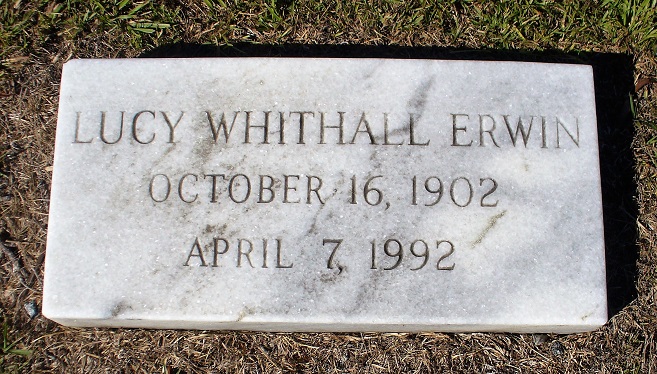 LUCY WHITHALL ERWIN
OCTOBER 16, 1902
APRIL 7, 1992